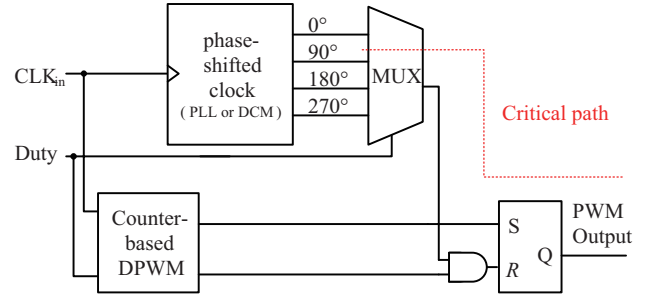 phase-
shifted
clock
( PLL or DCM )
0°
90°
180°
270°
MUX
CLKin
Critical path
Duty
Counter-
based
DPWM
S
R
Q
PWM
Output